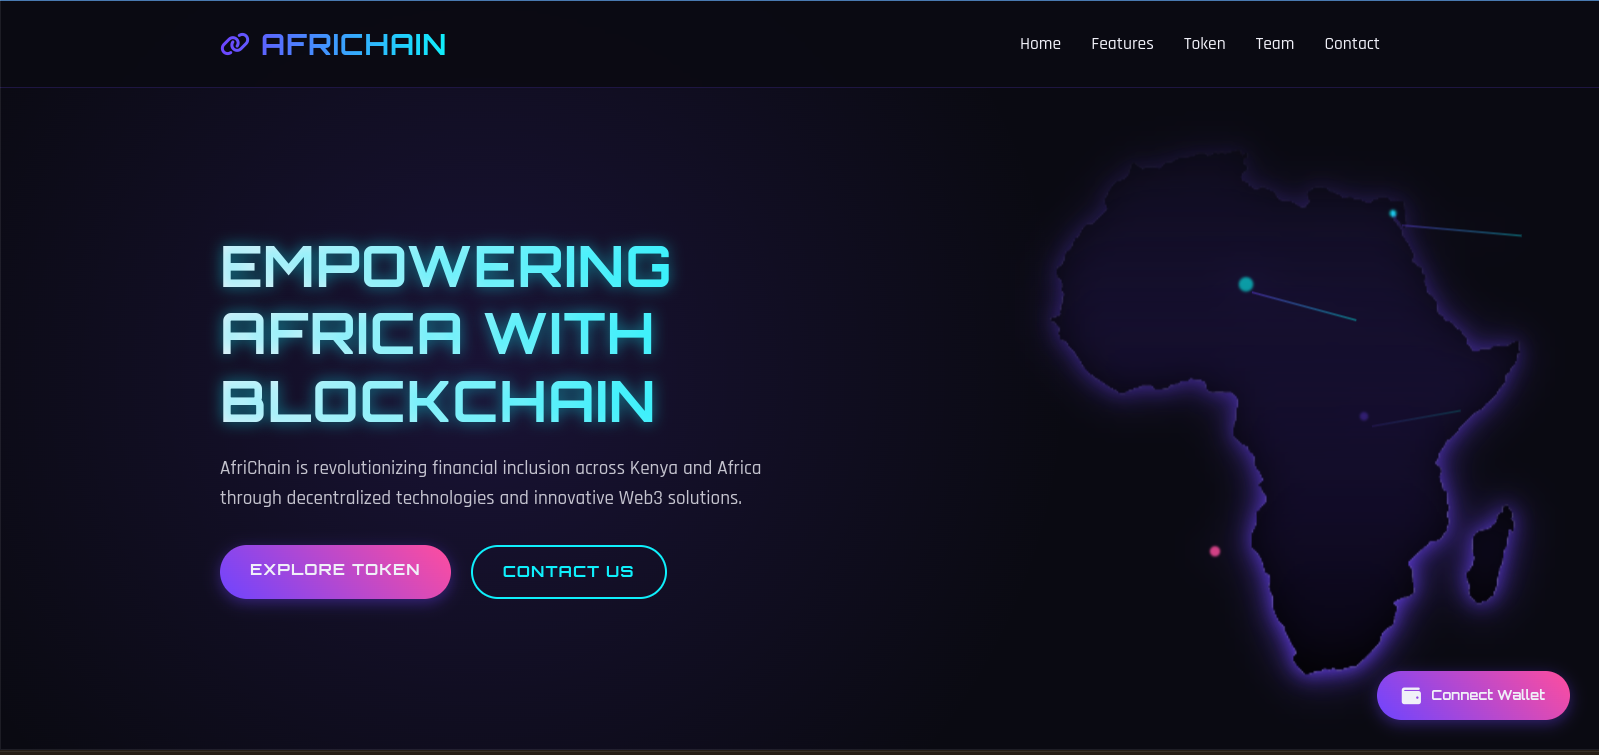 AFRICHAIN
Home Features Token Team Contact
EMPOWERING
AFRICA WITH
BLOCKCHAIN
AfriChain is revolutionizing financial inclusion across Kenya and Africa
through decentralized technologies and innovative Web3 solutions.
EXPLORE TOKEN
CONTACT US
Connect Wallet